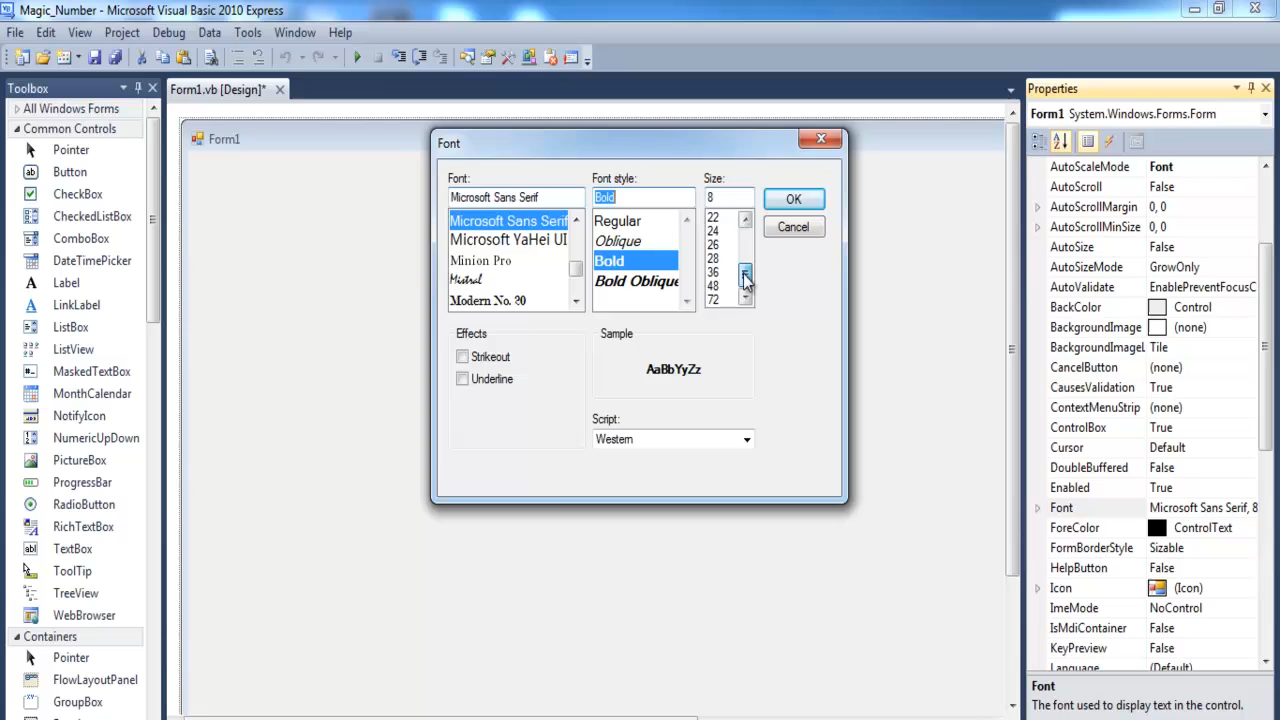 Magic_Number - Microsoft Visual Basic 2010 Express
File Edit View Project Debug Data Tools Window Help
Toolbox
All Windows Forms
Common Controls
Pointer
Button
CheckBox
CheckedListBox
ComboBox
DateTimePicker
Label
LinkLabel
ListBox
ListView
MaskedTextBox
MonthCalendar
NotifyIcon
NumericUpDown
PictureBox
ProgressBar
RadioButton
RichTextBox
TextBox
ToolTip
TreeView
WebBrowser
Containers
Pointer
FlowLayoutPanel
GroupBox
Form1.vb [Design]*
Form1
Font
Font:
Microsoft Sans Serif
Microsoft Sans Serif
Microsoft YaHei UI
Minion Pro
Mistral
Modern No. 20
Font style:
Bold
Regular
Oblique
Bold
Bold Oblique
Size:
8
22
24
26
28
36
48
72
OK
Cancel
Effects
Strikeout
Underline
Sample
AaBbYyZz
Script:
Western
Properties
Form1 System.Windows.Forms.Form
AutoScaleMode Font
AutoScroll False
AutoScrollMargin 0, 0
AutoScrollMinSize 0, 0
AutoSize False
AutoSizeMode GrowOnly
AutoValidate EnablePreventFocusC
BackColor Control
BackgroundImage (none)
BackgroundImageL Tile
CancelButton (none)
CausesValidation True
ContextMenuStrip (none)
ControlBox True
Cursor Default
DoubleBuffered False
Enabled True
Font Microsoft Sans Serif, 8
ForeColor ControlText
FormBorderStyle Sizable
HelpButton False
Icon (Icon)
ImeMode NoControl
IsMdiContainer False
KeyPreview False
Language (Default)
Font
The font used to display text in the control.